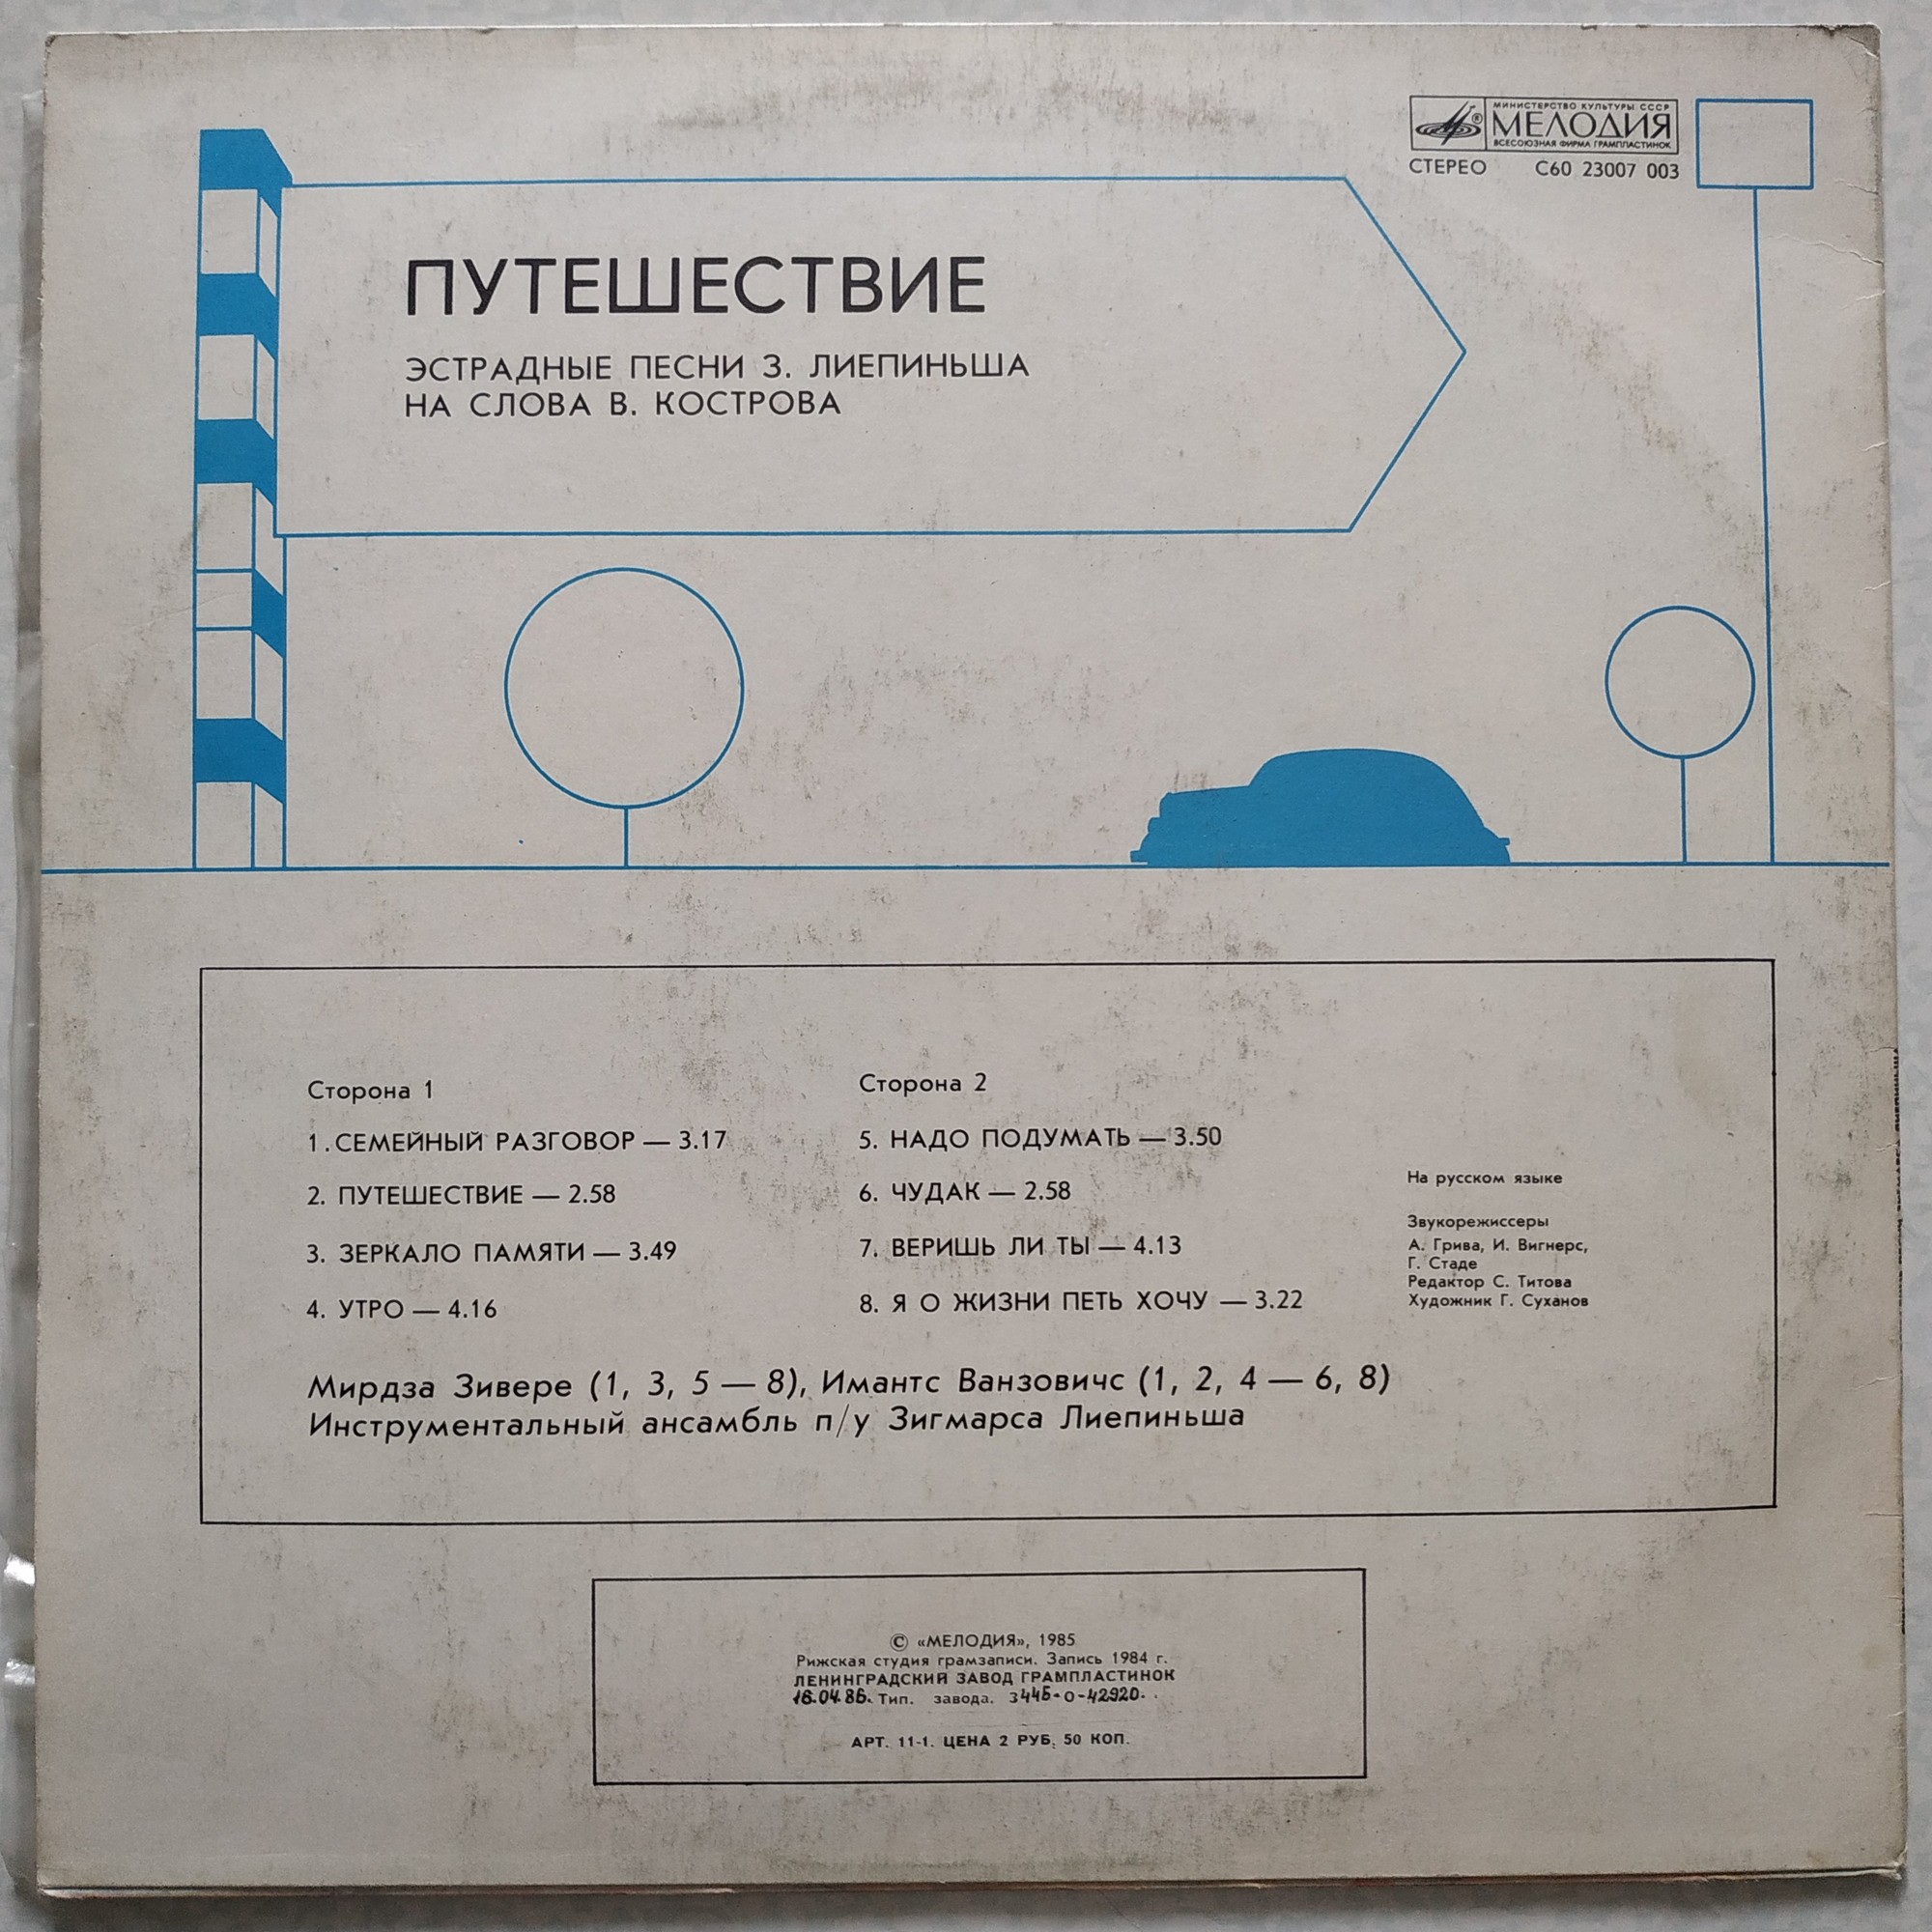 МИНИСТЕРСТВО КУЛЬТУРЫ СССР
МЕЛОДИЯ
ВСЕСОЮЗНАЯ ФИРМА ГРАМПЛАСТИНОК
СТЕРЕО С60 23007 003
ПУТЕШЕСТВИЕ
ЭСТРАДНЫЕ ПЕСНИ З. ЛИЕПИНЬША
НА СЛОВА В. КОСТРОВА
Сторона 1
1. СЕМЕЙНЫЙ РАЗГОВОР — 3.17
2. ПУТЕШЕСТВИЕ — 2.58
3. ЗЕРКАЛО ПАМЯТИ — 3.49
4. УТРО — 4.16
Сторона 2
5. НАДО ПОДУМАТЬ — 3.50
6. ЧУДАК — 2.58
7. ВЕРИШЬ ЛИ ТЫ — 4.13
8. Я О ЖИЗНИ ПЕТЬ ХОЧУ — 3.22
На русском языке
Звукорежиссеры
А. Грива, И. Вигнерс,
Г. Стаде
Редактор С. Титова
Художник Г. Суханов
Мирдза Зивере (1, 3, 5 — 8), Имантс Ванзовичс (1, 2, 4 — 6, 8)
Инструментальный ансамбль п/у Зигмарса Лиепиньша
© «МЕЛОДИЯ», 1985
Рижская студия грамзаписи. Запись 1984 г.
ЛЕНИНГРАДСКИЙ ЗАВОД ГРАМПЛАСТИНОК
16.04.86. Тип. завода. З446-0-42920.
АРТ. 11-1. ЦЕНА 2 РУБ. 50 КОП.